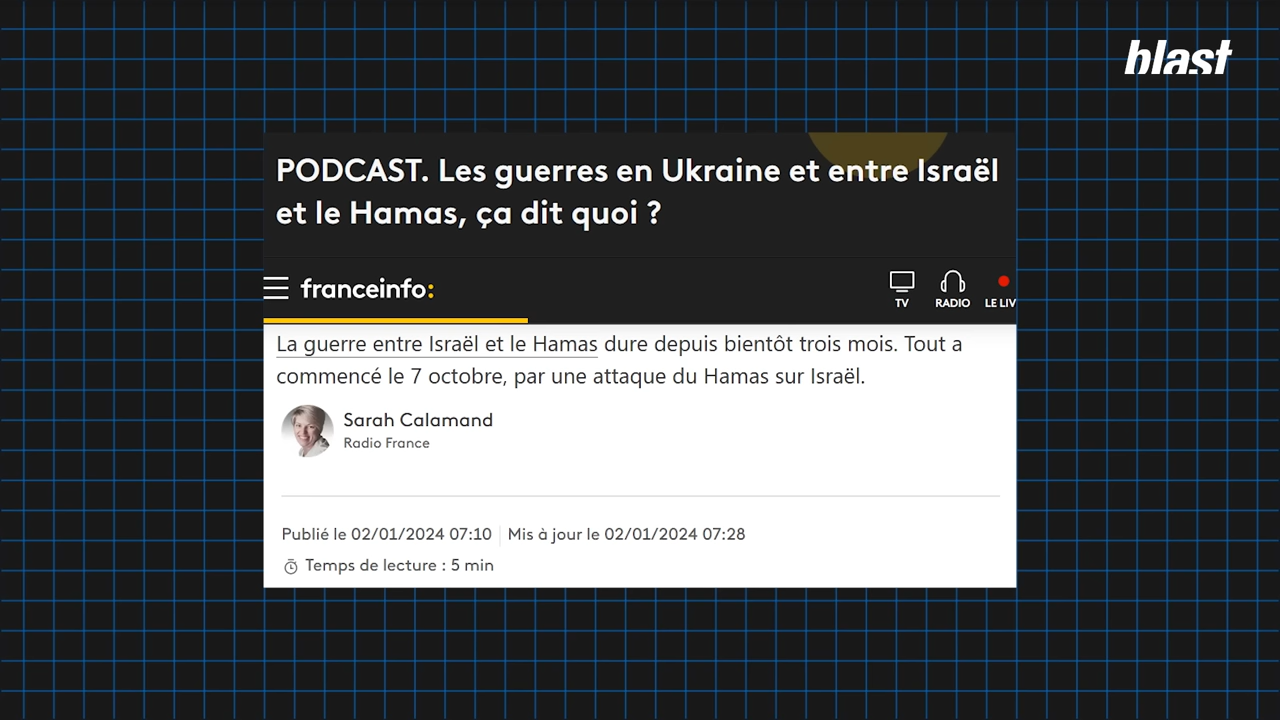 blast
PODCAST. Les guerres en Ukraine et entre Israël
et le Hamas, ça dit quoi ?
franceinfo:
TV
RADIO
LE LIV
La guerre entre Israël et le Hamas dure depuis bientôt trois mois. Tout a
commencé le 7 octobre, par une attaque du Hamas sur Israël.
Sarah Calamand
Radio France
Publié le 02/01/2024 07:10 | Mis à jour le 02/01/2024 07:28
Temps de lecture : 5 min